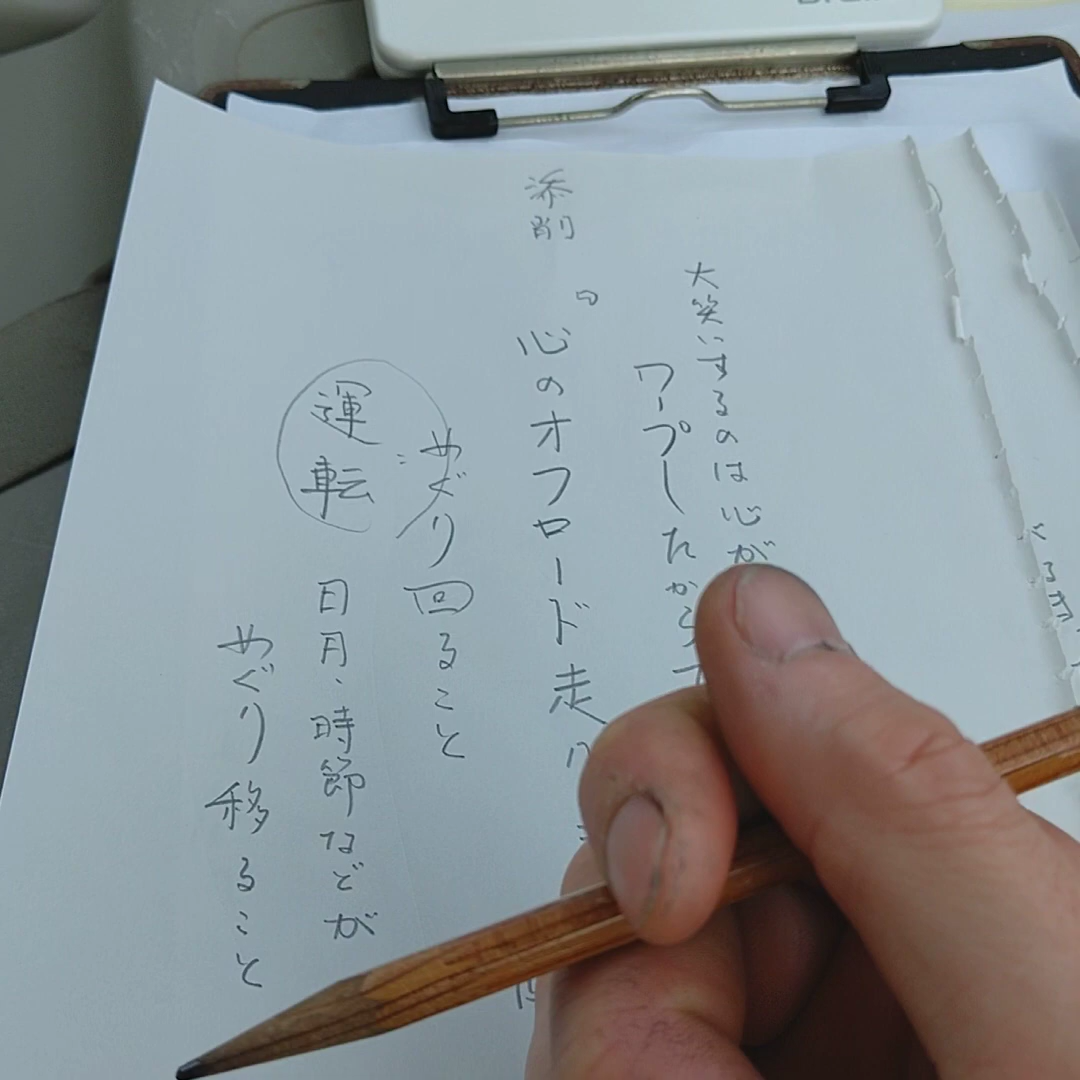 大笑いするのは心が
ワープしたから
添削
『心のオフロード走り
めぐり回ること
運転
日月、時節などが
めぐり移ること